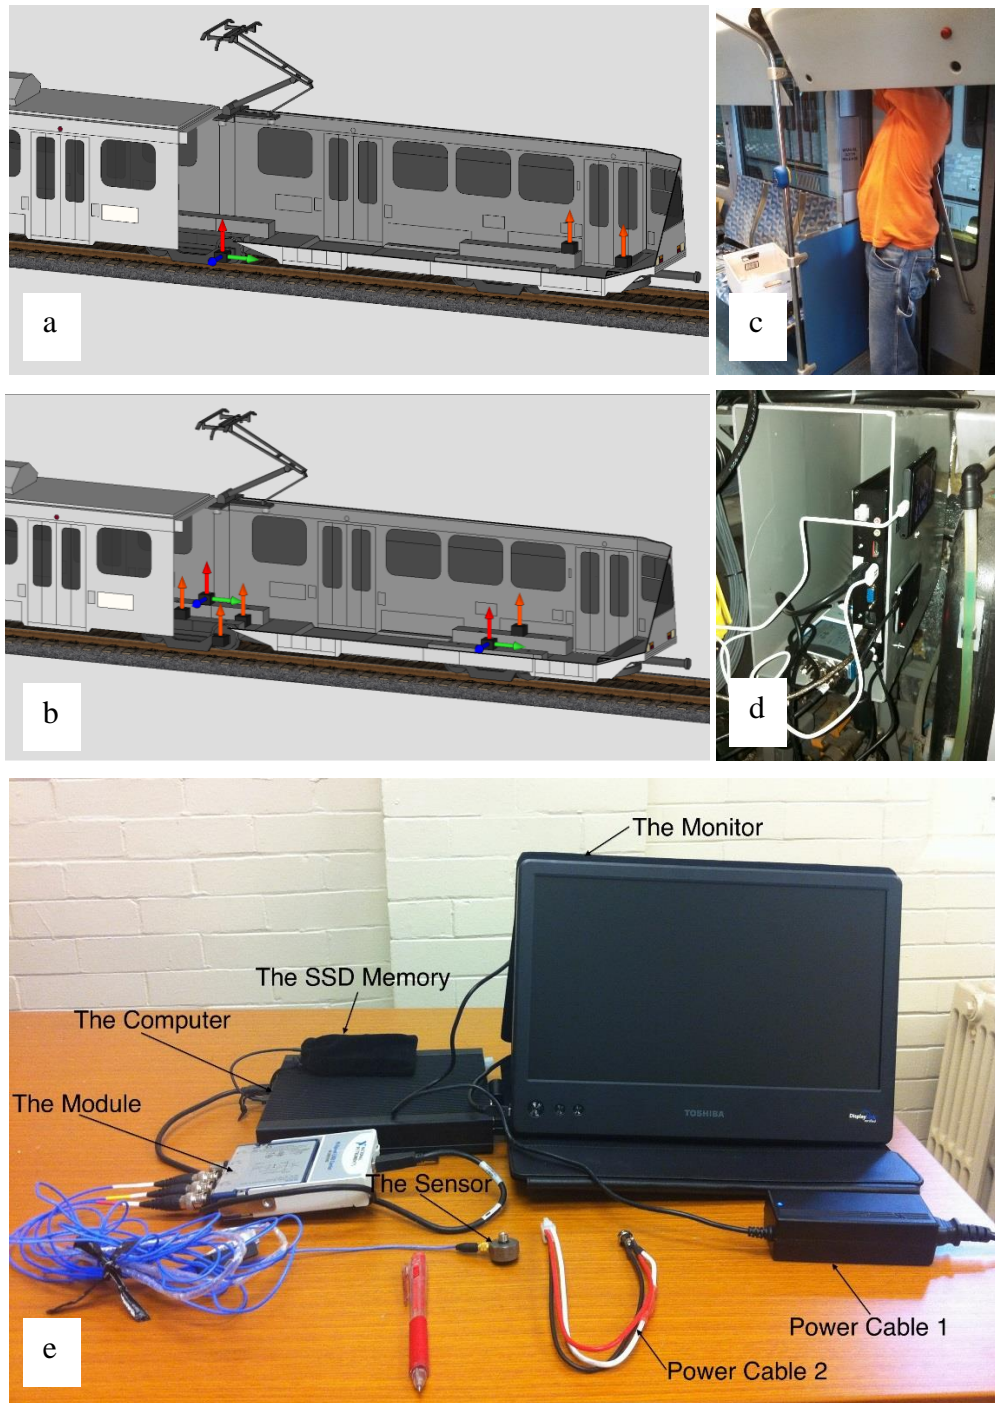 a
c
b
d
The Monitor
The SSD Memory
The Computer
The Module
The Sensor
TOSHIBA
Power Cable 1
Power Cable 2
e